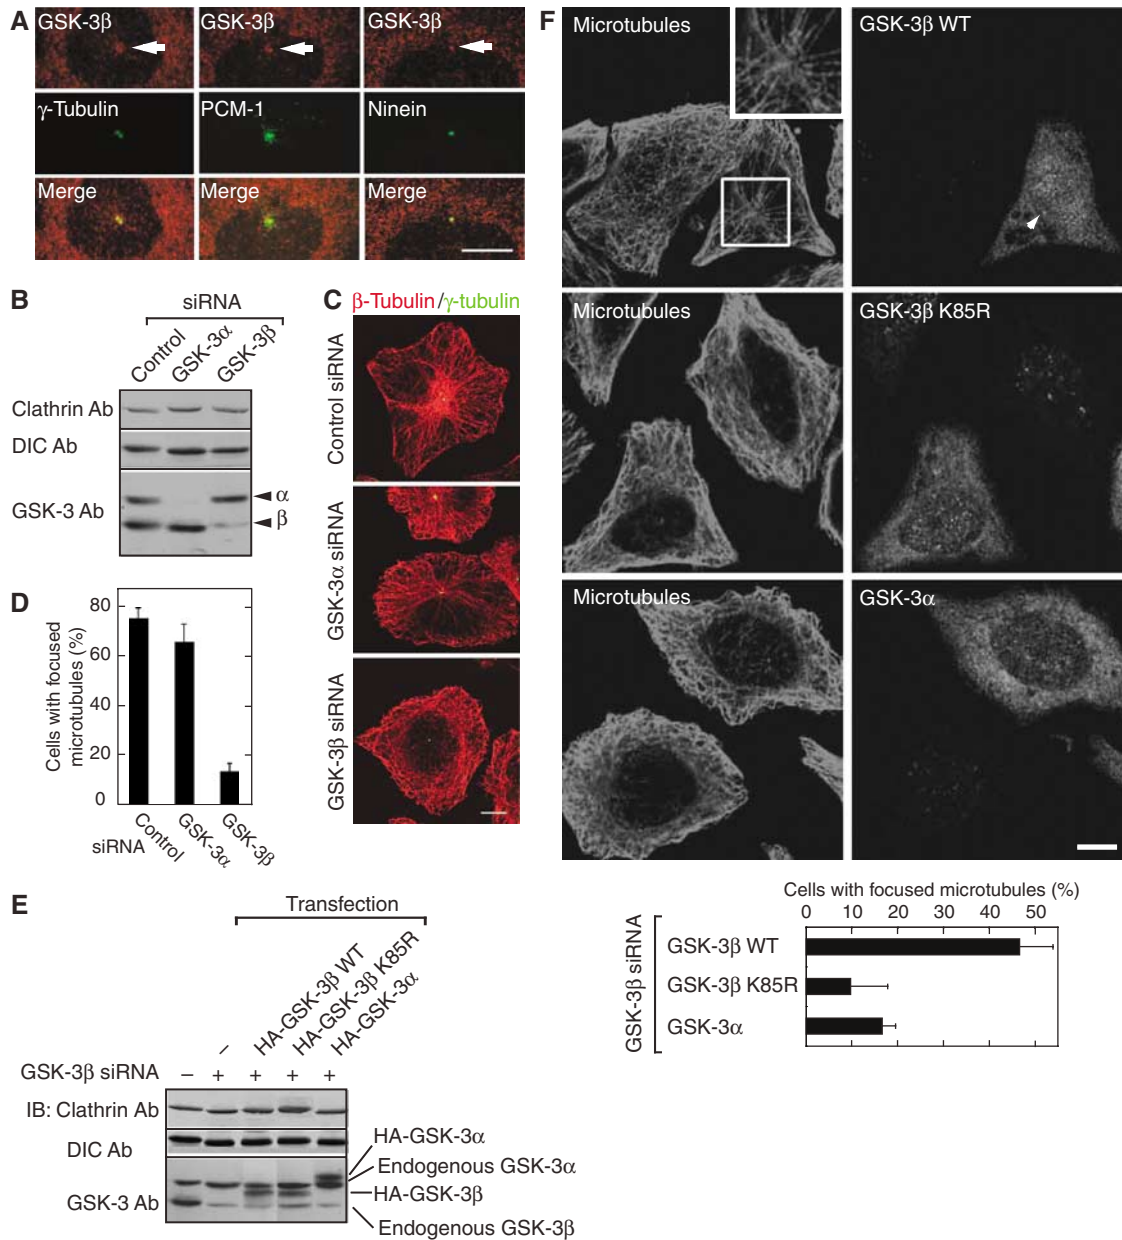 A
GSK-3β
GSK-3β
GSK-3β
γ-Tubulin
PCM-1
Ninein
Merge
Merge
Merge
B
siRNA
Control
GSK-3α
GSK-3β
Clathrin Ab
DIC Ab
GSK-3 Ab
α
β
C
β-Tubulin/γ-tubulin
Control siRNA
GSK-3α siRNA
GSK-3β siRNA
D
Cells with focused
microtubules (%)
80
60
40
20
0
siRNA
Control
GSK-3α
GSK-3β
E
Transfection
–
HA-GSK-3β WT
HA-GSK-3β K85R
HA-GSK-3α
GSK-3β siRNA – + + + +
IB: Clathrin Ab
DIC Ab
GSK-3 Ab
HA-GSK-3α
Endogenous GSK-3α
HA-GSK-3β
Endogenous GSK-3β
F
Microtubules
GSK-3β WT
Microtubules
GSK-3β K85R
Microtubules
GSK-3α
Cells with focused microtubules (%)
0 10 20 30 40 50
GSK-3β siRNA
GSK-3β WT
GSK-3β K85R
GSK-3α